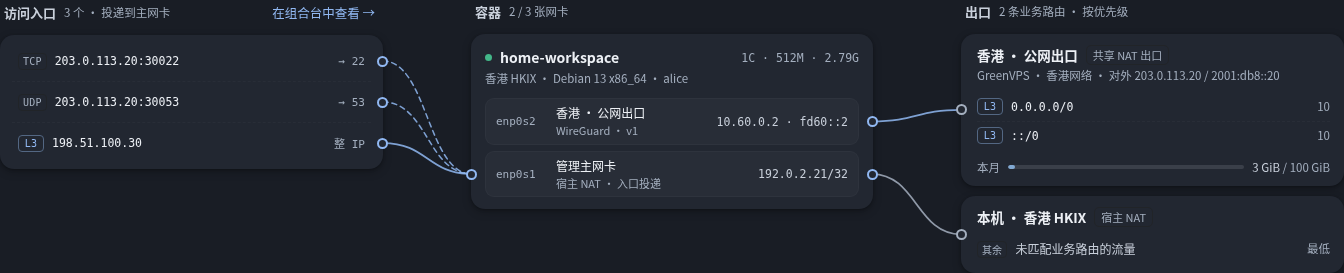 访问入口 3 个 · 投递到主网卡 在组合台中查看 →
TCP 203.0.113.20:30022 → 22
UDP 203.0.113.20:30053 → 53
L3 198.51.100.30 整 IP
容器 2 / 3 张网卡
home-workspace 1C · 512M · 2.79G
香港 HKIX · Debian 13 x86_64 · alice
enp0s2 香港 · 公网出口 10.60.0.2 · fd60::2
WireGuard · v1
enp0s1 管理主网卡 192.0.2.21/32
宿主 NAT · 入口投递
出口 2 条业务路由 · 按优先级
香港 · 公网出口 共享 NAT 出口
GreenVPS · 香港网络 · 对外 203.0.113.20 / 2001:db8::20
L3 0.0.0.0/0 10
L3 ::/0 10
本月 3 GiB / 100 GiB
本机 · 香港 HKIX 宿主 NAT
其余 未匹配业务路由的流量 最低